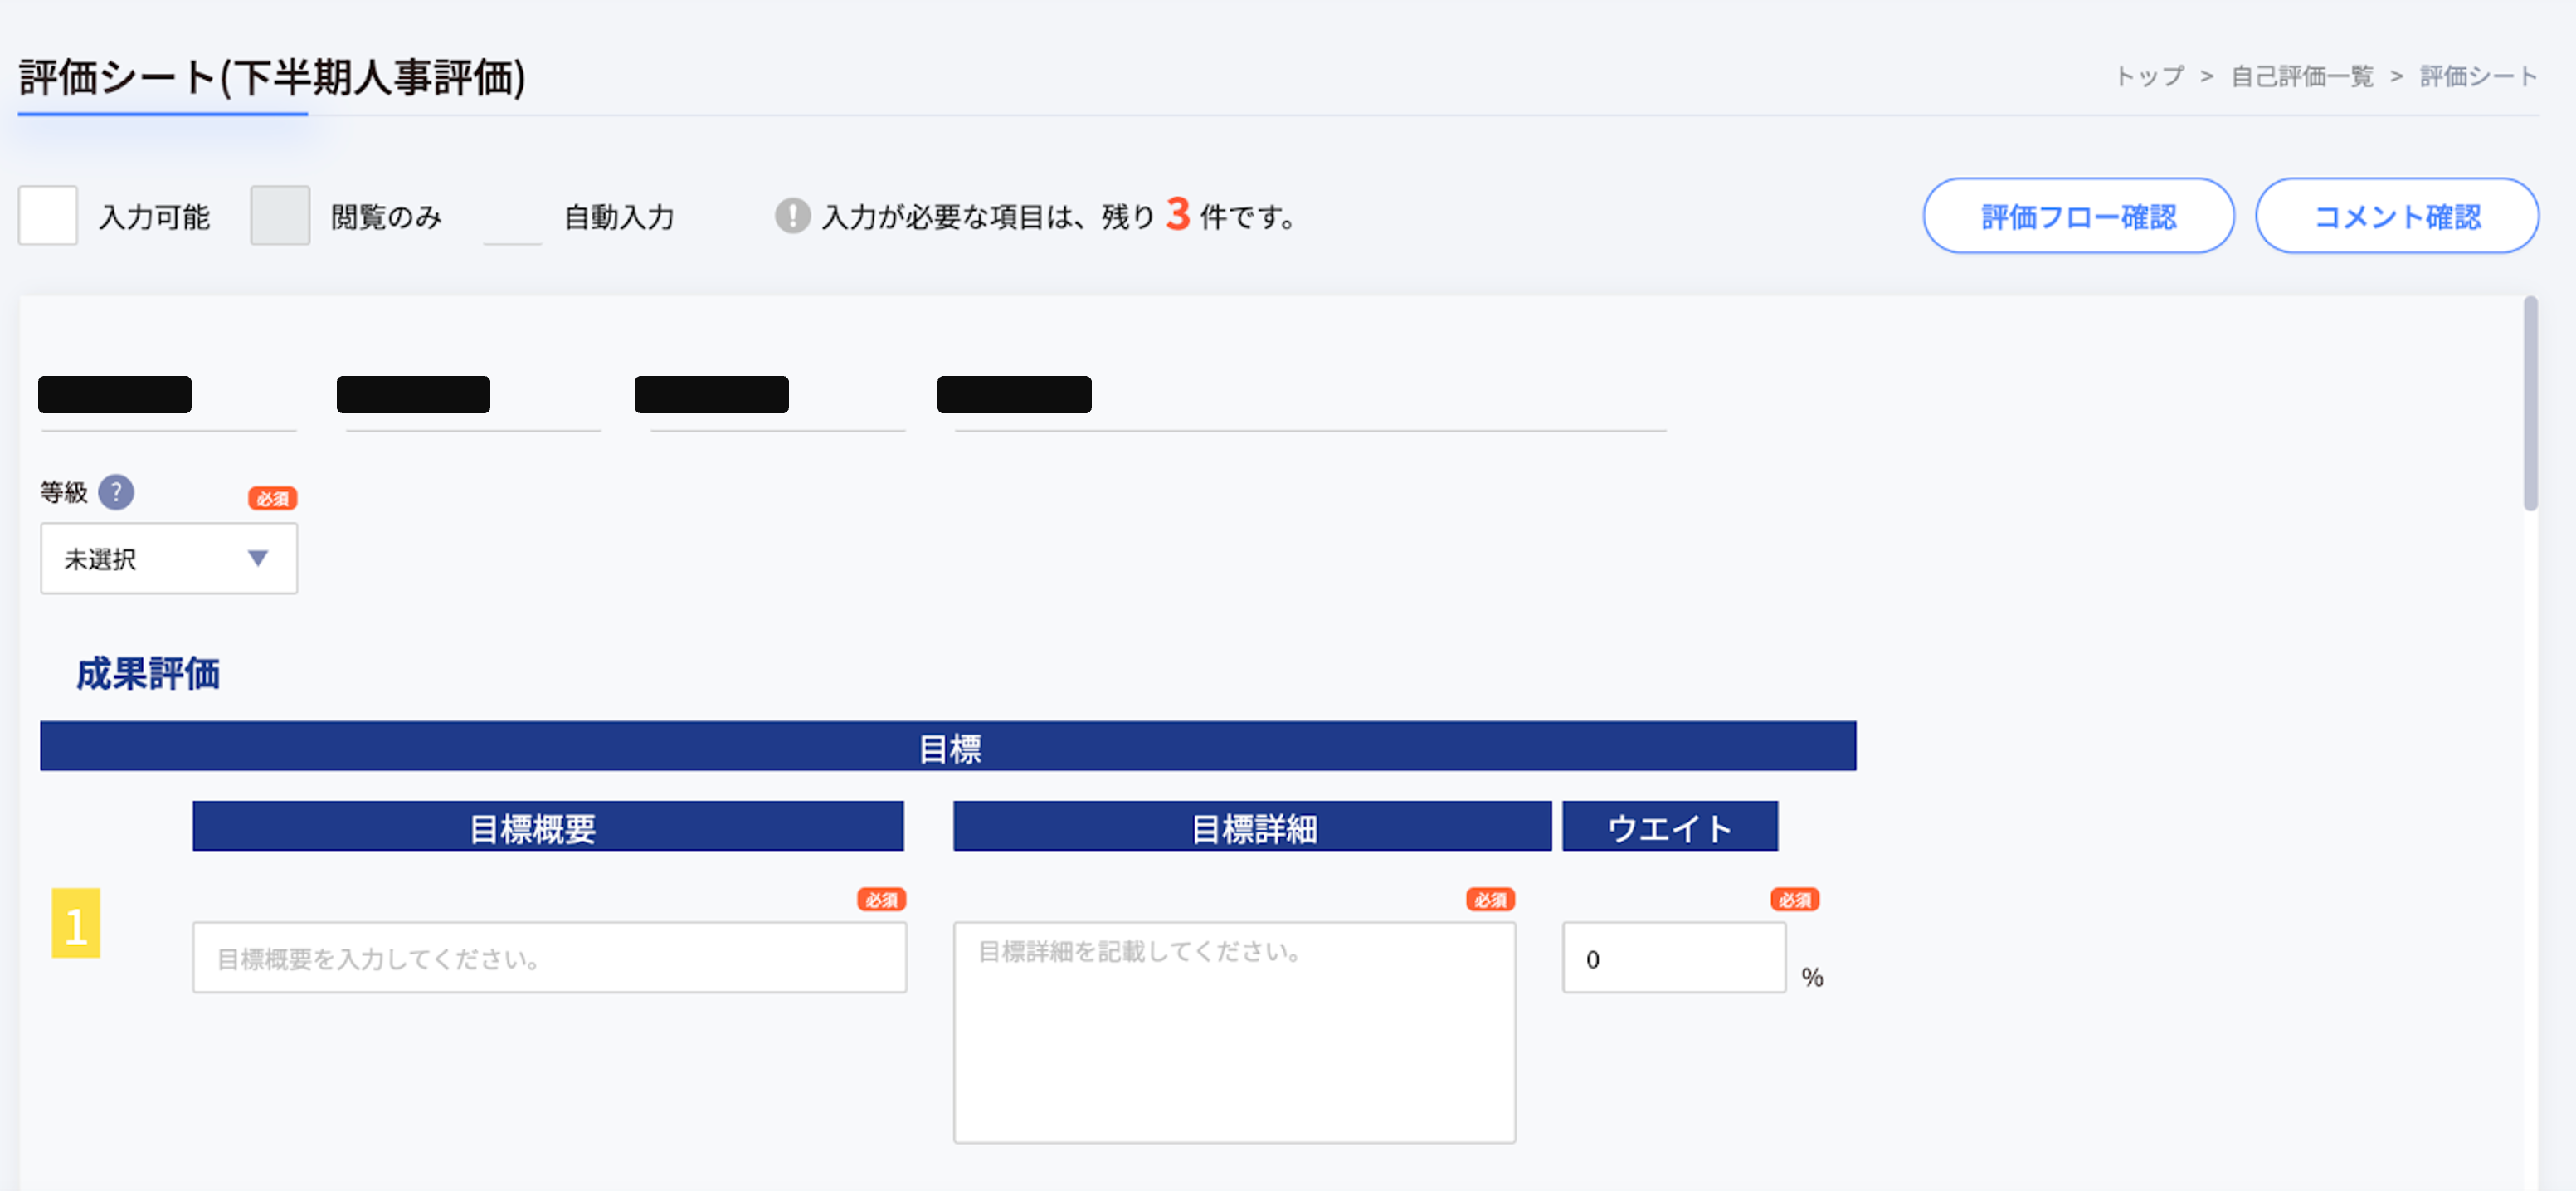 評価シート(下半期人事評価)
トップ > 自己評価一覧 > 評価シート
入力可能 閲覧のみ 自動入力 ! 入力が必要な項目は、残り 3 件です。 評価フロー確認 コメント確認
等級 ? 必須
未選択 ▼
成果評価
目標
目標概要 目標詳細 ウエイト
必須 必須 必須
1 目標概要を入力してください。 目標詳細を記載してください。 0 %